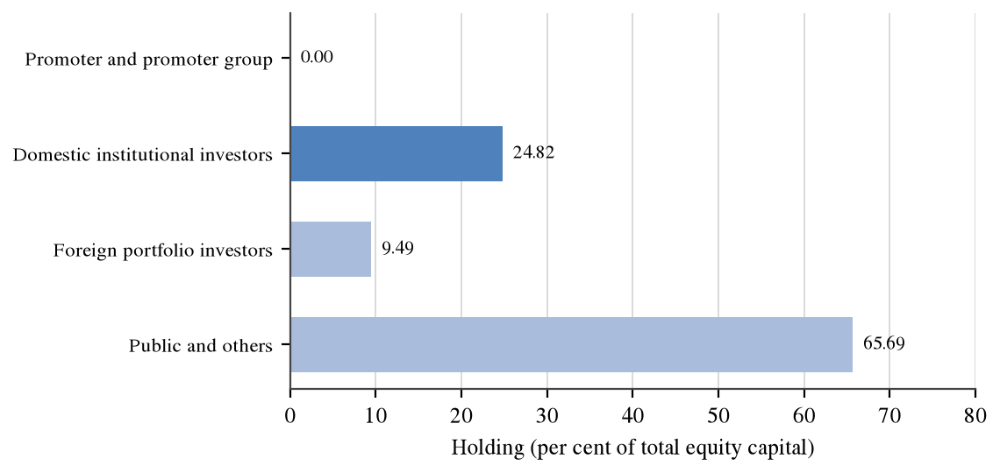 Promoter and promoter group 0.00
Domestic institutional investors 24.82
Foreign portfolio investors 9.49
Public and others 65.69
0 10 20 30 40 50 60 70 80
Holding (per cent of total equity capital)